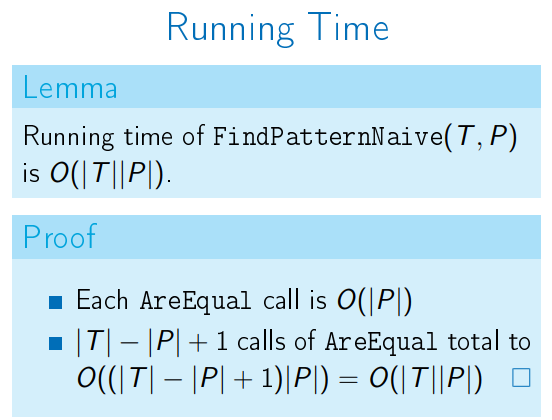 Running Time
Lemma
Running time of FindPatternNaive(T, P)
is O(|T||P|).
Proof
Each AreEqual call is O(|P|)
|T| − |P| + 1 calls of AreEqual total to
O((|T| − |P| + 1)|P|) = O(|T||P|) □